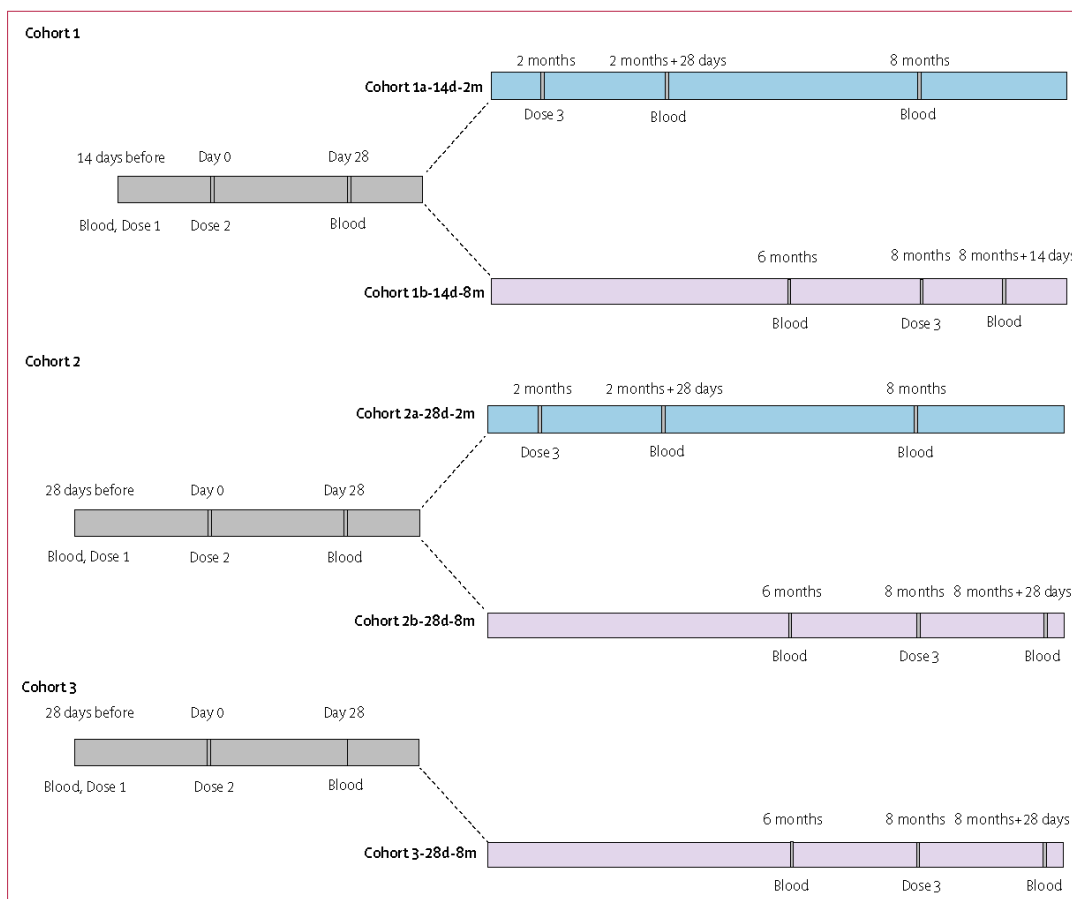 Cohort 1
2 months 2 months + 28 days 8 months
Cohort 1a-14d-2m
Dose 3 Blood Blood
14 days before Day 0 Day 28
Blood, Dose 1 Dose 2 Blood
6 months 8 months 8 months + 14 days
Cohort 1b-14d-8m
Blood Dose 3 Blood
Cohort 2
2 months 2 months + 28 days 8 months
Cohort 2a-28d-2m
Dose 3 Blood Blood
28 days before Day 0 Day 28
Blood, Dose 1 Dose 2 Blood
6 months 8 months 8 months + 28 days
Cohort 2b-28d-8m
Blood Dose 3 Blood
Cohort 3
28 days before Day 0 Day 28
Blood, Dose 1 Dose 2 Blood
6 months 8 months 8 months+28 days
Cohort 3-28d-8m
Blood Dose 3 Blood